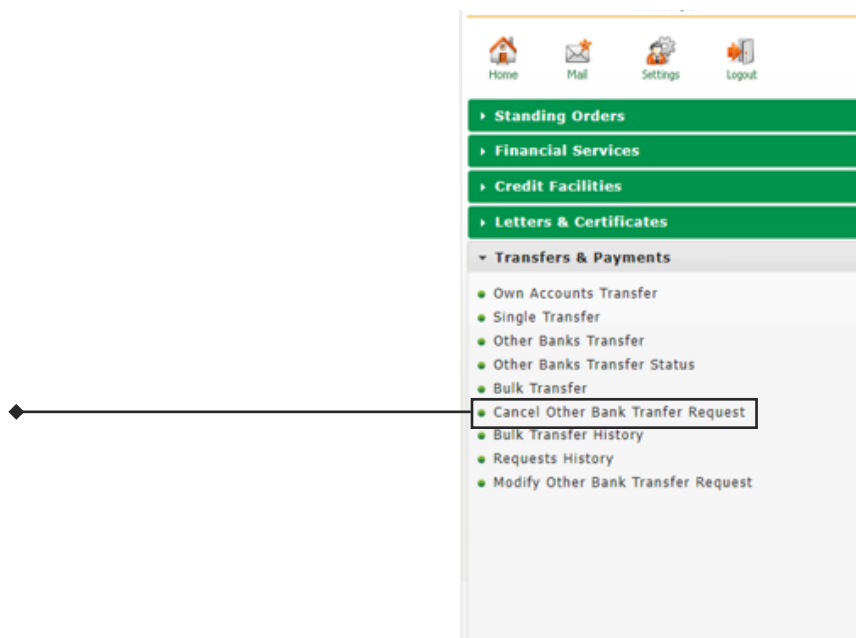 Home Mail Settings Logout
Standing Orders
Financial Services
Credit Facilities
Letters & Certificates
Transfers & Payments
Own Accounts Transfer
Single Transfer
Other Banks Transfer
Other Banks Transfer Status
Bulk Transfer
Cancel Other Bank Tranfer Request
Bulk Transfer History
Requests History
Modify Other Bank Transfer Request